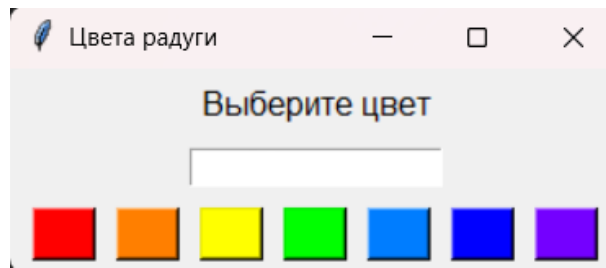 Цвета радуги
Выберите цвет